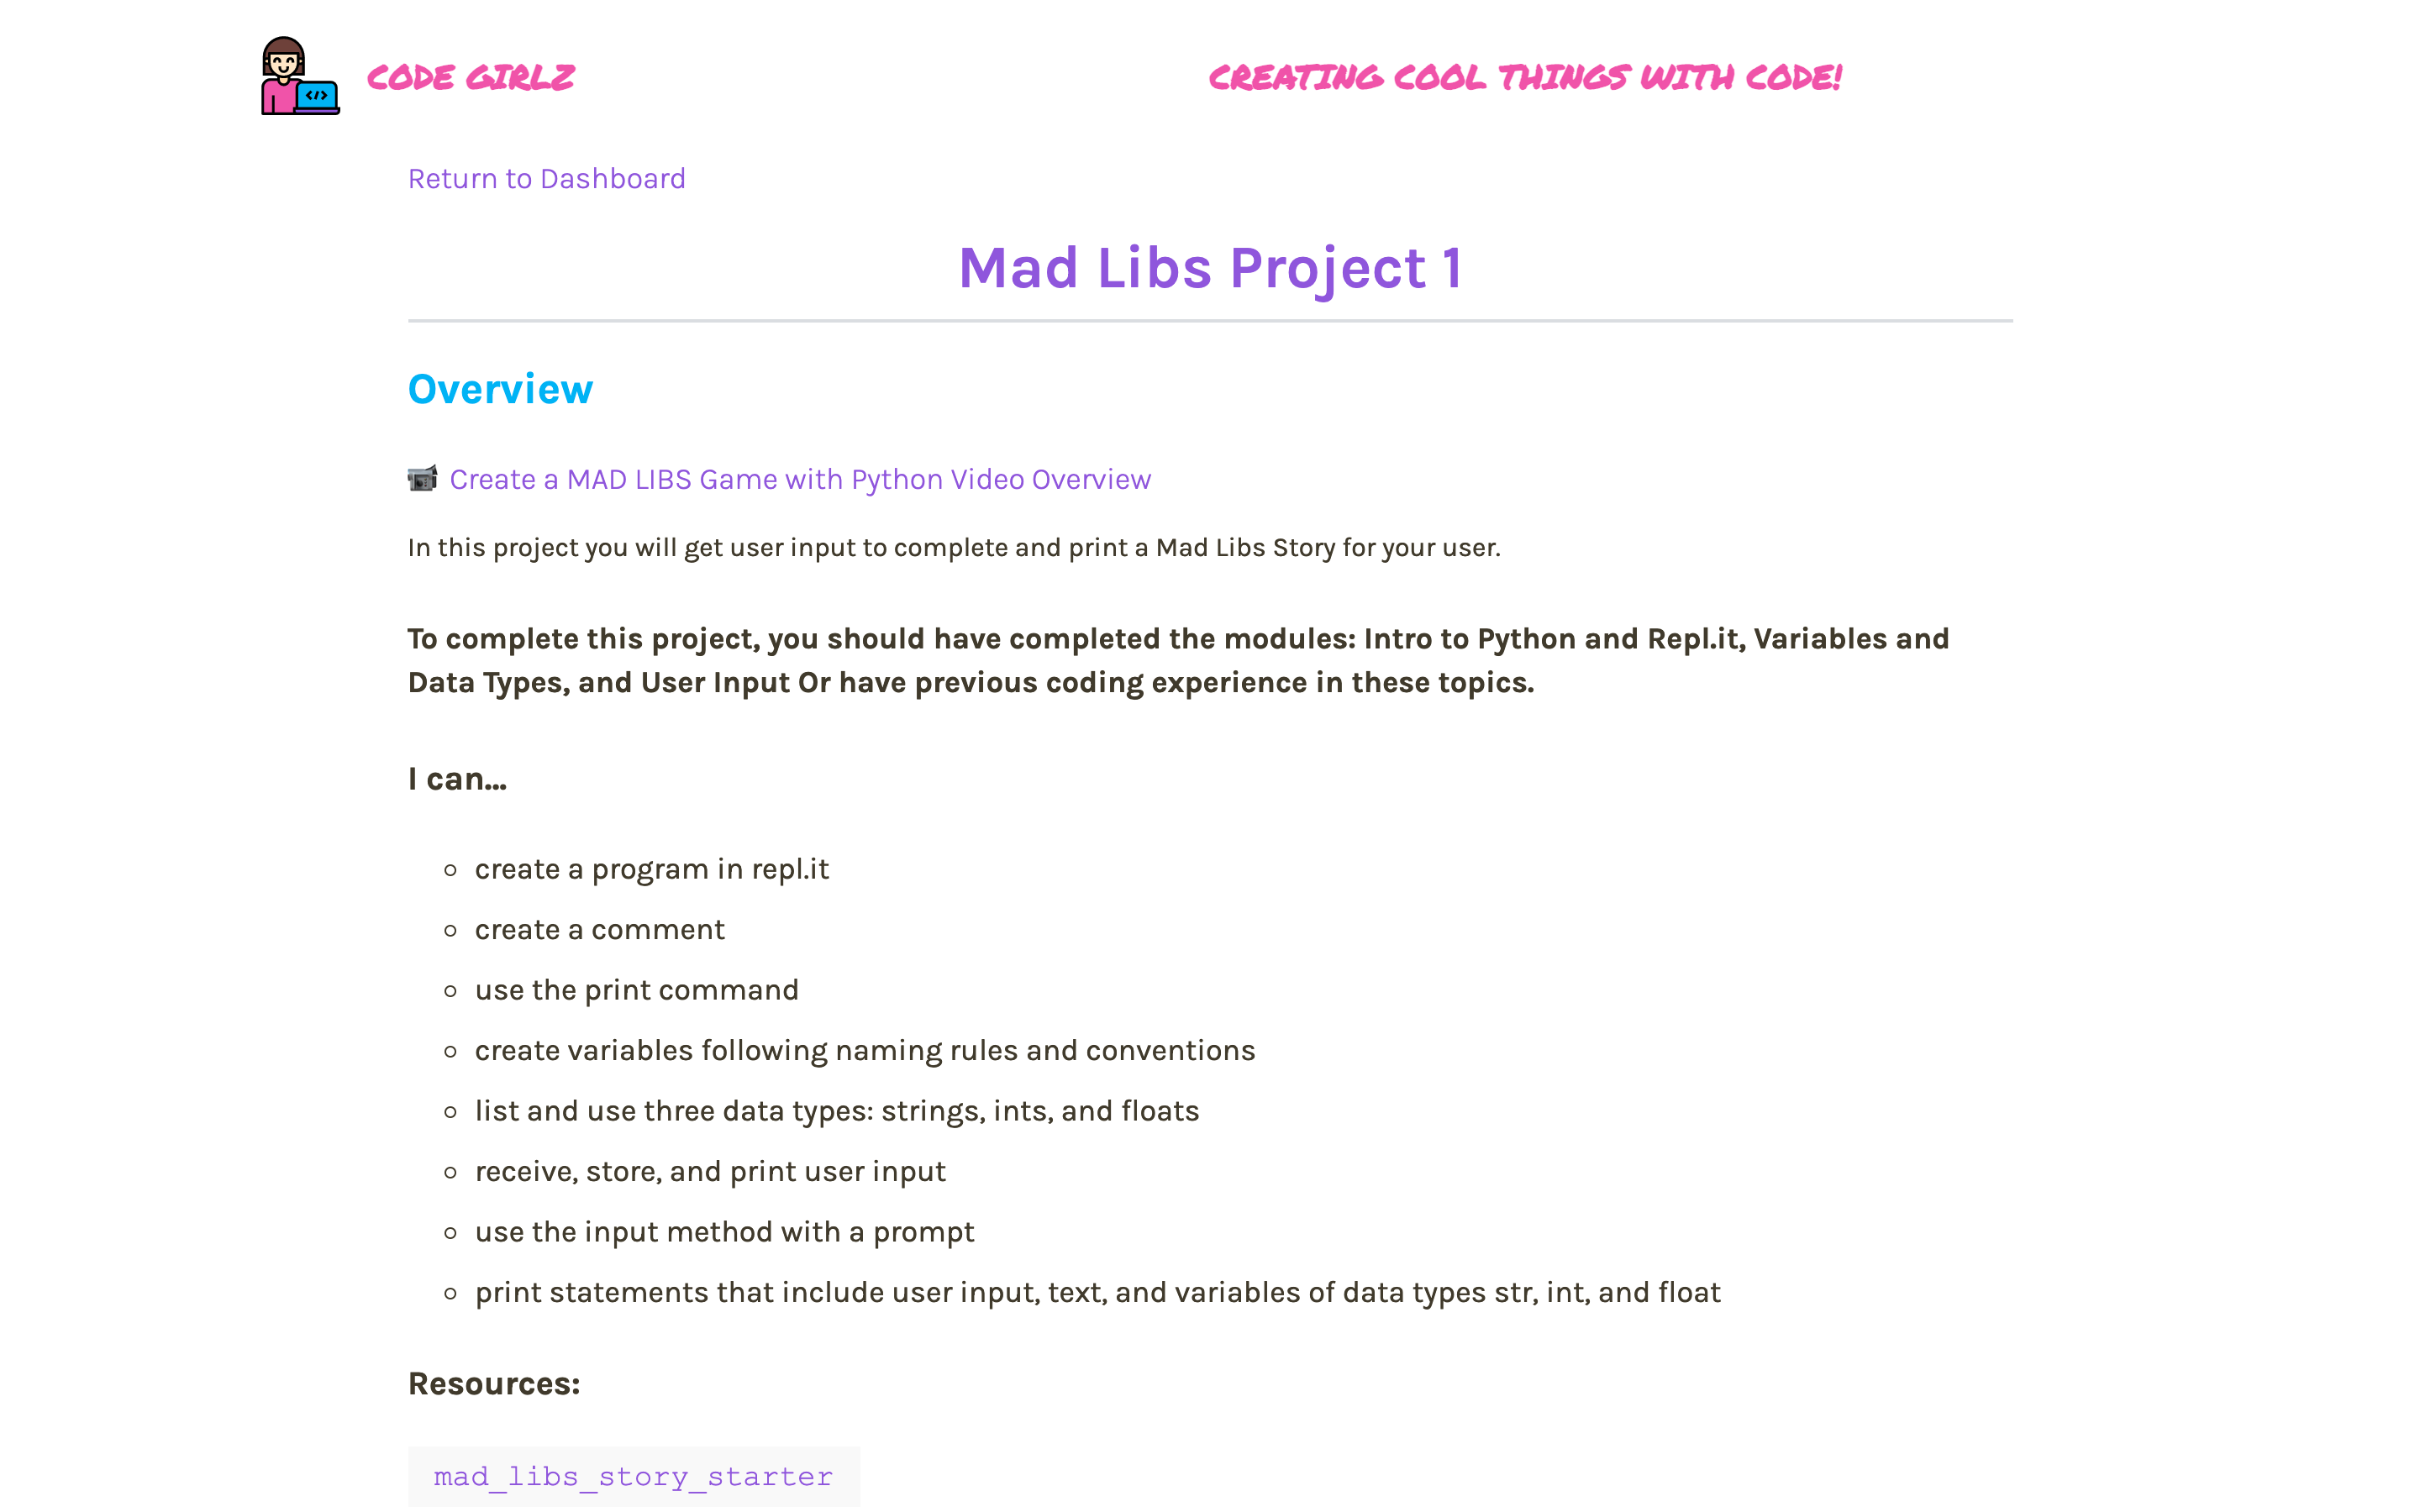 CODE GIRLZ
CREATING COOL THINGS WITH CODE!
Return to Dashboard
Mad Libs Project 1
Overview
Create a MAD LIBS Game with Python Video Overview
In this project you will get user input to complete and print a Mad Libs Story for your user.
To complete this project, you should have completed the modules: Intro to Python and Repl.it, Variables and
Data Types, and User Input Or have previous coding experience in these topics.
I can...
create a program in repl.it
create a comment
use the print command
create variables following naming rules and conventions
list and use three data types: strings, ints, and floats
receive, store, and print user input
use the input method with a prompt
print statements that include user input, text, and variables of data types str, int, and float
Resources:
mad_libs_story_starter